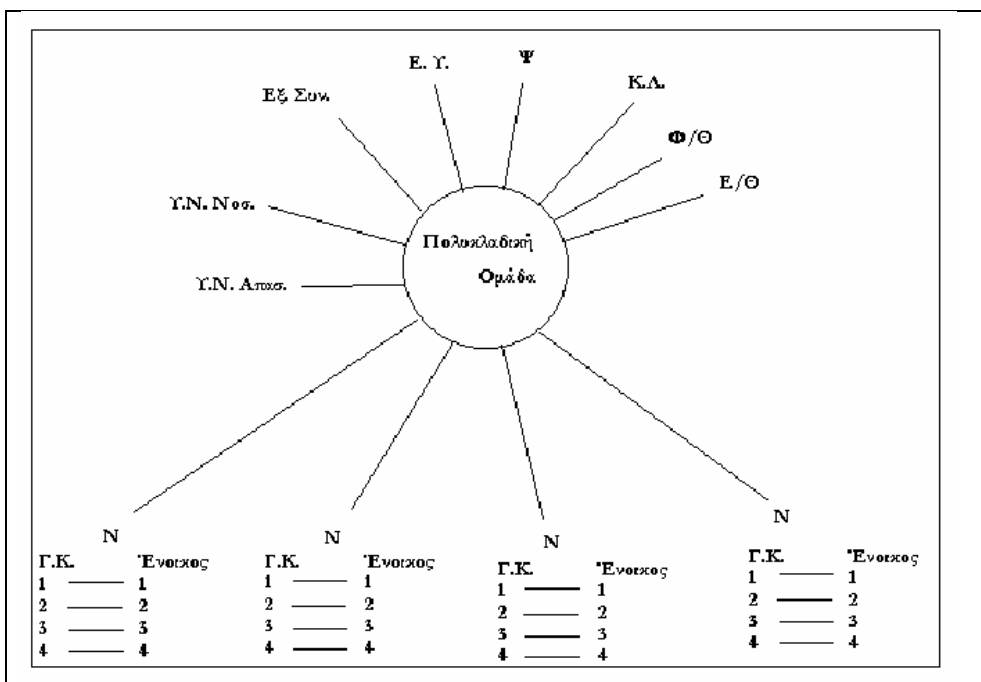 Ε. Υ.
Ψ
Κ.Λ.
Εξ. Συν.
Φ/Θ
Ε/Θ
Υ.Ν. Νοσ.
Πολυκλαδική
Ομάδα
Υ.Ν. Απασ.
Ν
Γ.Κ. Ένοικος
1 1
2 2
3 3
4 4
Ν
Γ.Κ. Ένοικος
1 1
2 2
3 3
4 4
Ν
Γ.Κ. Ένοικος
1 1
2 2
3 3
4 4
Ν
Γ.Κ. Ένοικος
1 1
2 2
3 3
4 4